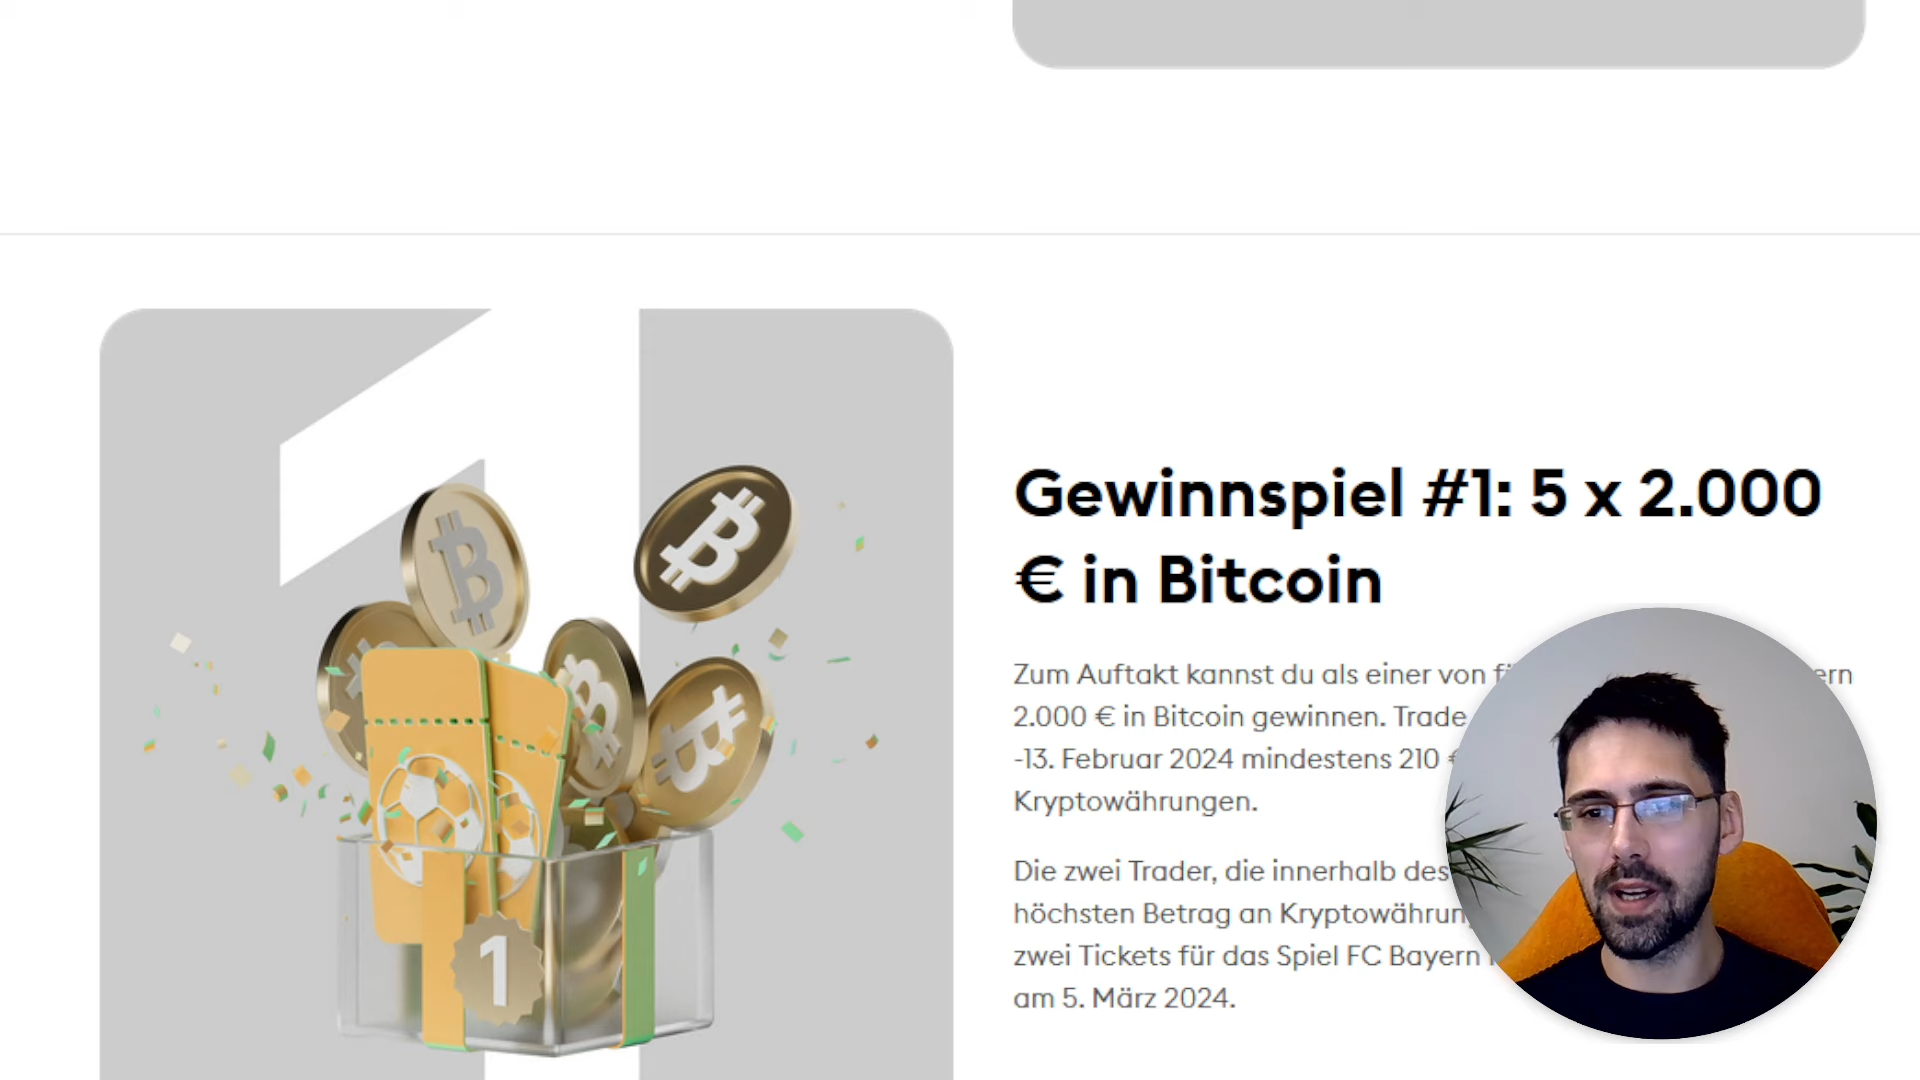 Gewinnspiel #1: 5 x 2.000
€ in Bitcoin
Zum Auftakt kannst du als einer von ern
2.000 € in Bitcoin gewinnen. Trade
-13. Februar 2024 mindestens 210 €
Kryptowährungen.
Die zwei Trader, die innerhalb des
höchsten Betrag an
zwei Tickets für das Spiel FC Bayern
am 5. März 2024.
1